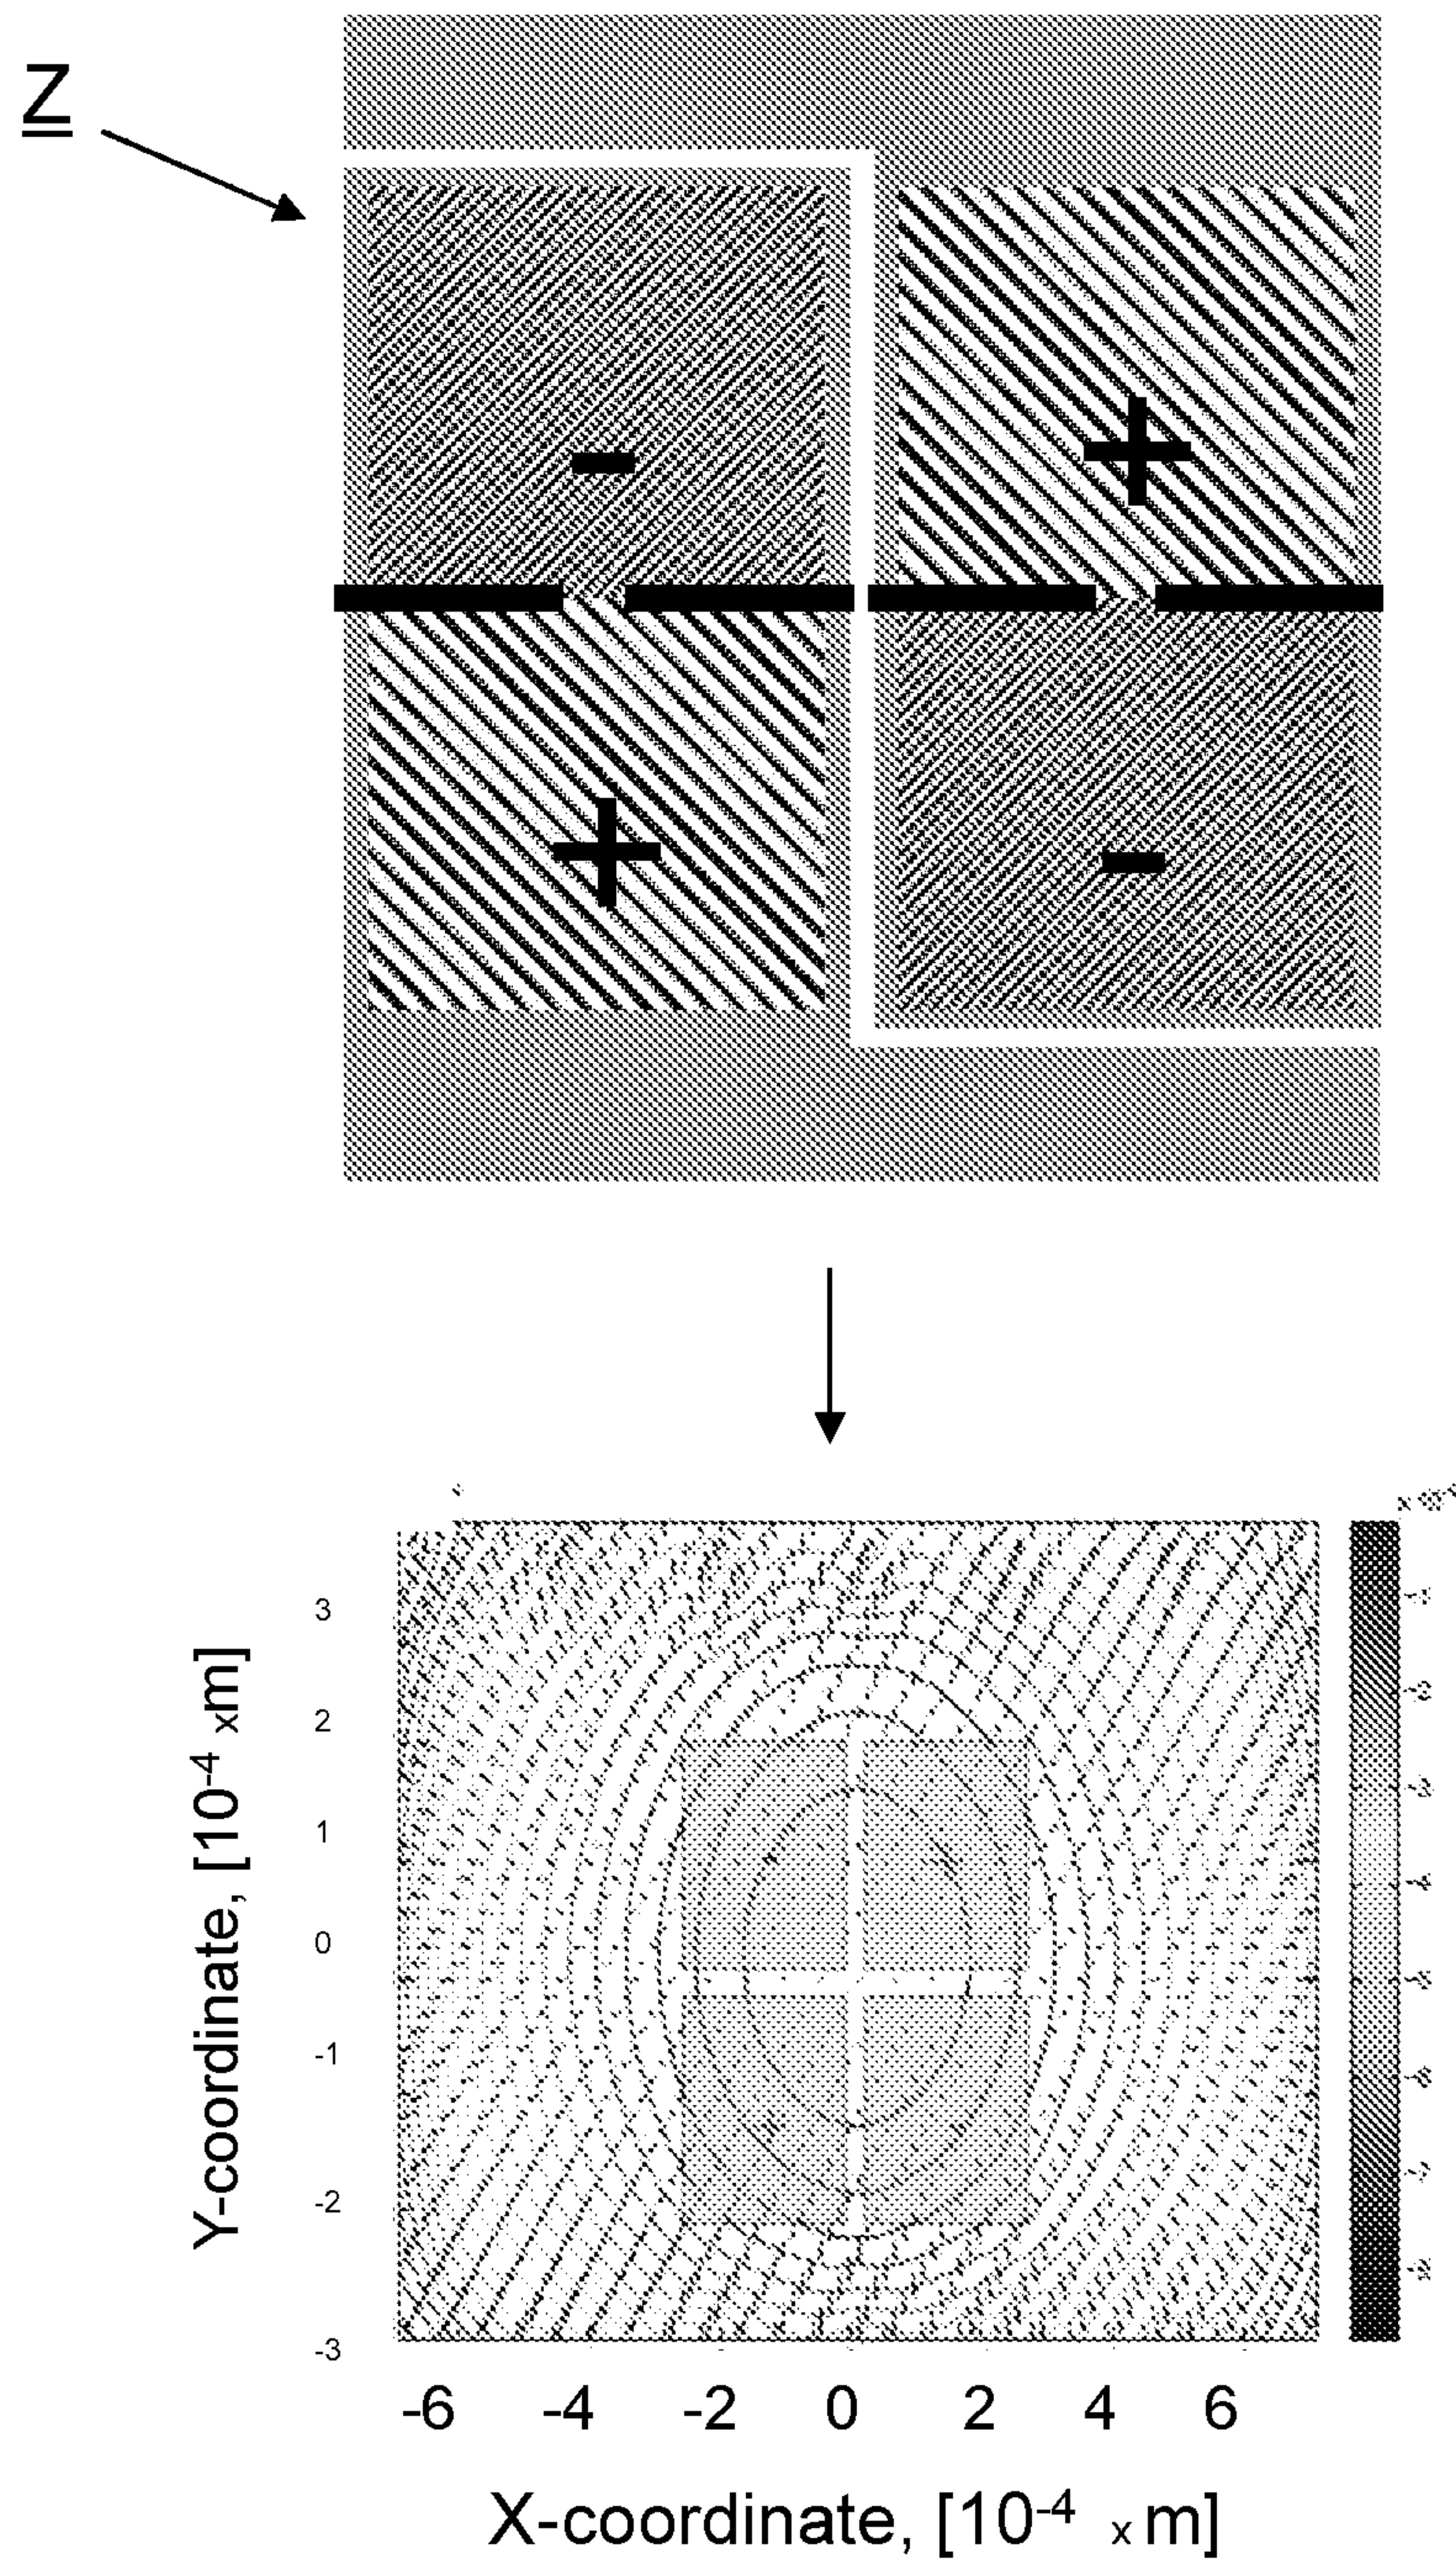 Z
-
+
+
-
3
2
1
0
-1
-2
-3
Y-coordinate, [10-4 xm]
-6 -4 -2 0 2 4 6
X-coordinate, [10-4 x m]